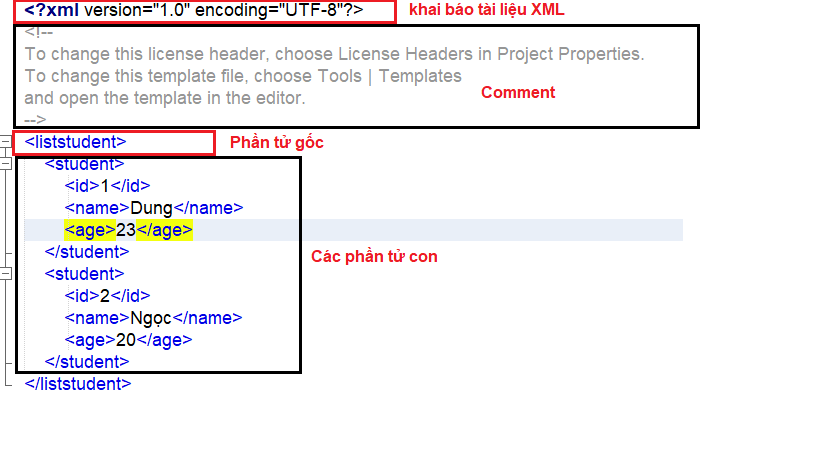 <?xml version="1.0" encoding="UTF-8"?> khai báo tài liệu XML
<!--
To change this license header, choose License Headers in Project Properties.
To change this template file, choose Tools | Templates
and open the template in the editor.
Comment
-->
<liststudent> Phần tử gốc
<student>
<id>1</id>
<name>Dung</name>
<age>23</age>
</student>
Các phần tử con
<student>
<id>2</id>
<name>Ngọc</name>
<age>20</age>
</student>
</liststudent>